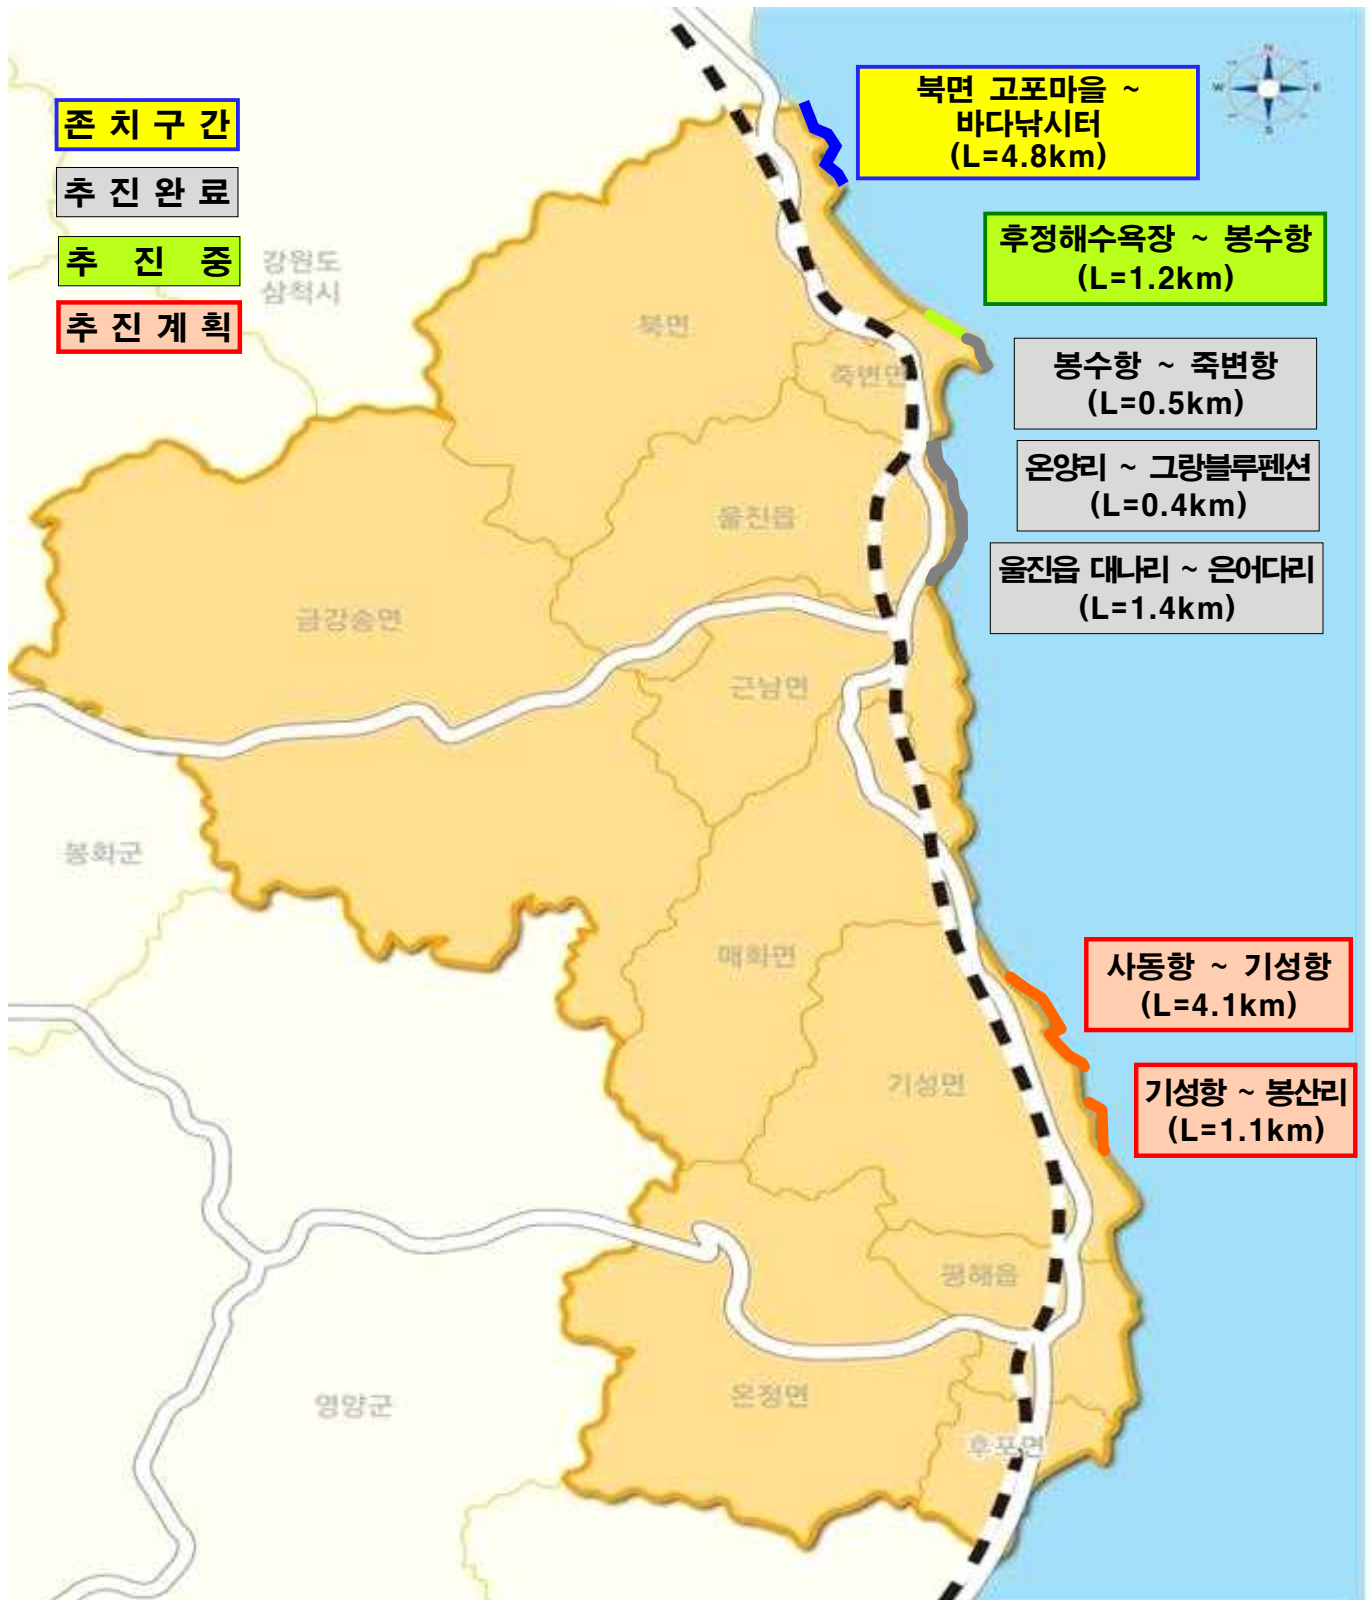 존치구간
추진완료
추 진 중
추진계획
북면 고포마을 ~
바다낚시터
(L=4.8km)
N
W
E
S
후정해수욕장 ~ 봉수항
(L=1.2km)
봉수항 ~ 죽변항
(L=0.5km)
온양리 ~ 그랑블루펜션
(L=0.4km)
울진읍 대나리 ~ 은어다리
(L=1.4km)
사동항 ~ 기성항
(L=4.1km)
기성항 ~ 봉산리
(L=1.1km)
강원도
삼척시
북면
죽변면
울진읍
금강송면
근남면
봉화군
매화면
기성면
평해읍
영양군
온정면
후포면